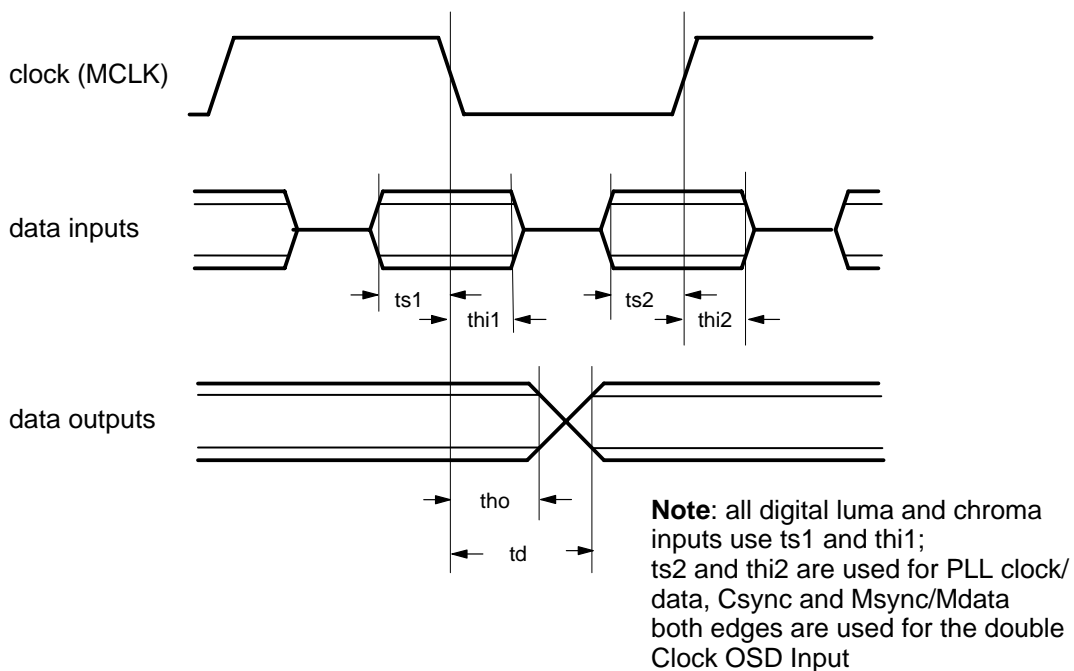 clock (MCLK)
data inputs
ts1
ts2
thi1
thi2
data outputs
tho
td
Note: all digital luma and chroma
inputs use ts1 and thi1;
ts2 and thi2 are used for PLL clock/
data, Csync and Msync/Mdata
both edges are used for the double
Clock OSD Input